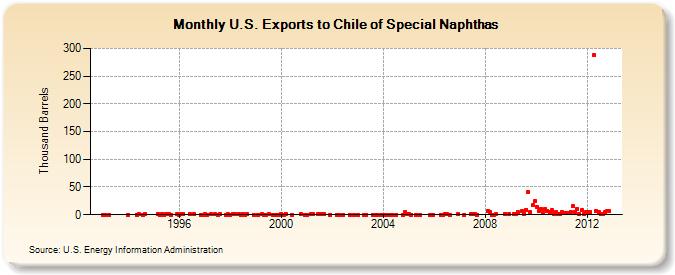 Monthly U.S. Exports to Chile of Special Naphthas
Thousand Barrels
300
250
200
150
100
50
0
1996 2000 2004 2008 2012
Source: U.S. Energy Information Administration